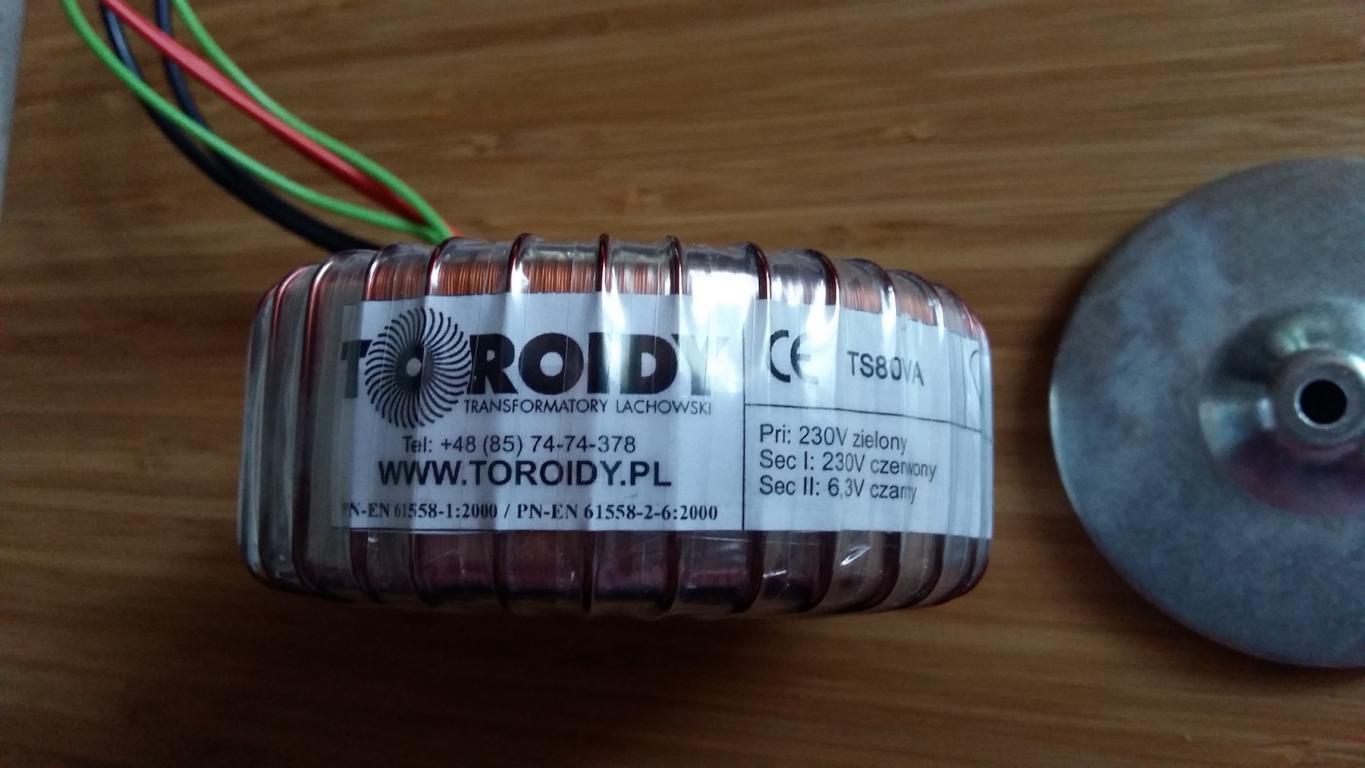 TOROIDY
TRANSFORMATORY LACHOWSKI
Tel: +48 (85) 74-74-378
WWW.TOROIDY.PL
PN-EN 61558-1:2000 / PN-EN 61558-2-6:2000
CE
TS80VA
Pri: 230V zielony
Sec I: 230V czerwony
Sec II: 6,3V czarny